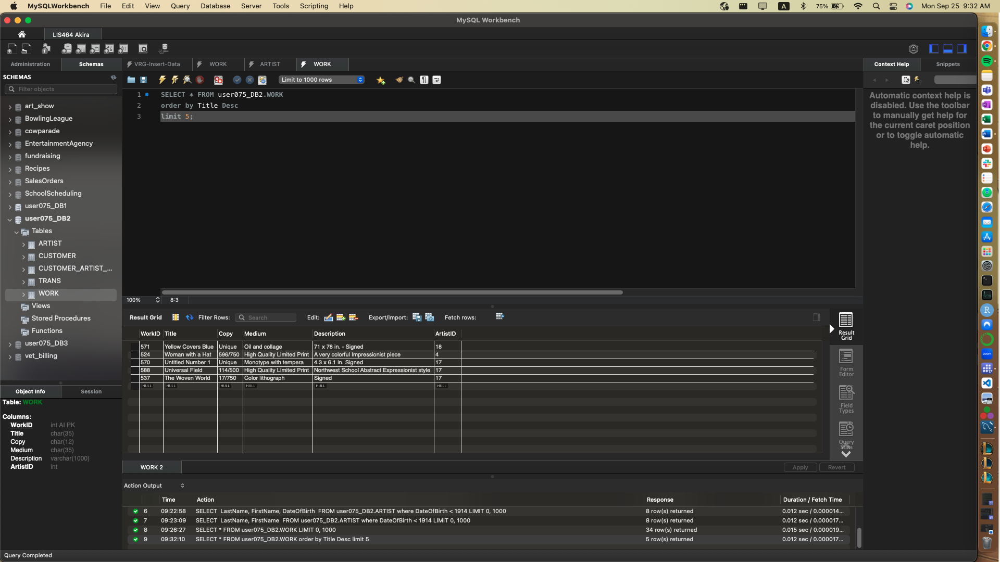 MySQLWorkbench File Edit View Query Database Server Tools Scripting Help
A 75% Mon Sep 25 9:32 AM
MySQL Workbench
LIS464 Akira
Administration Schemas
VRG-Insert-Data WORK ARTIST WORK
Context Help Snippets
SCHEMAS
Filter objects
art_show
BowlingLeague
cowparade
EntertainmentAgency
fundraising
Recipes
SalesOrders
SchoolScheduling
user075_DB1
user075_DB2
Tables
ARTIST
CUSTOMER
CUSTOMER_ARTIST_...
TRANS
WORK
Views
Stored Procedures
Functions
user075_DB3
vet_billing
Limit to 1000 rows
1 SELECT * FROM user075_DB2.WORK
2 order by Title Desc
3 limit 5;
Automatic context help is
disabled. Use the toolbar
to manually get help for
the current caret position
or to toggle automatic
help.
100% 8:3
Result Grid Filter Rows: Search Edit: Export/Import: Fetch rows:
WorkID Title Copy Medium Description ArtistID
571 Yellow Covers Blue Unique Oil and collage 71 x 78 in. - Signed 18
524 Woman with a Hat 596/750 High Quality Limited Print A very colorful Impressionist piece 4
570 Untitled Number 1 Unique Monotype with tempera 4.3 x 6.1 in. Signed 17
588 Universal Field 114/500 High Quality Limited Print Northwest School Abstract Expressionist style 17
537 The Woven World 17/750 Color lithograph Signed 17
NULL NULL NULL NULL NULL NULL
Result
Grid
Form
Editor
Field
Types
Query
Stats
Object Info Session
Table: WORK
Columns:
WorkID int AI PK
Title char(35)
Copy char(12)
Medium char(35)
Description varchar(1000)
ArtistID int
WORK 2 Apply Revert
Action Output
Time Action Response Duration / Fetch Time
6 09:22:58 SELECT LastName, FirstName, DateOfBirth FROM user075_DB2.ARTIST where DateOfBirth < 1914 LIMIT 0, 1000 8 row(s) returned 0.012 sec / 0.000014...
7 09:23:09 SELECT LastName, FirstName FROM user075_DB2.ARTIST where DateOfBirth < 1914 LIMIT 0, 1000 8 row(s) returned 0.012 sec / 0.000017...
8 09:26:27 SELECT * FROM user075_DB2.WORK LIMIT 0, 1000 34 row(s) returned 0.015 sec / 0.000019...
9 09:32:10 SELECT * FROM user075_DB2.WORK order by Title Desc limit 5 5 row(s) returned 0.012 sec / 0.000017...
Query Completed
zoom